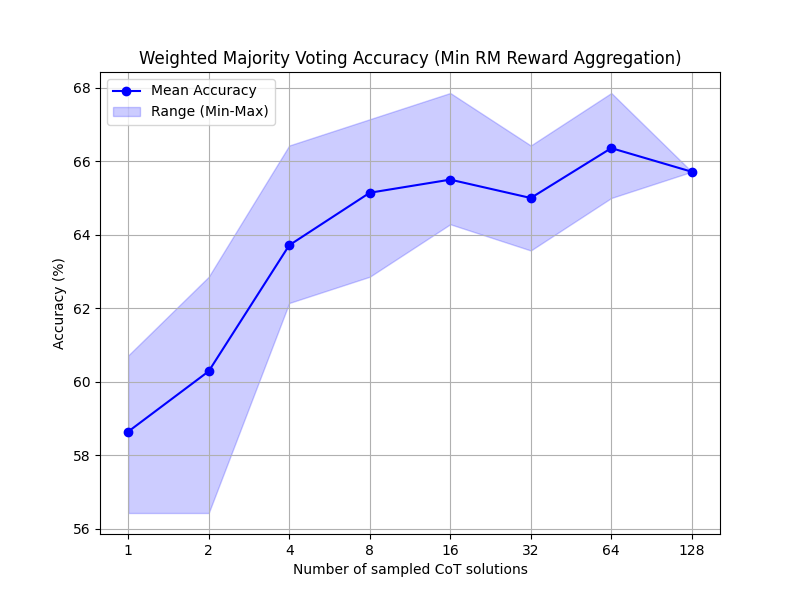 Weighted Majority Voting Accuracy (Min RM Reward Aggregation)
Mean Accuracy
Range (Min-Max)
Accuracy (%)
68
66
64
62
60
58
56
1 2 4 8 16 32 64 128
Number of sampled CoT solutions